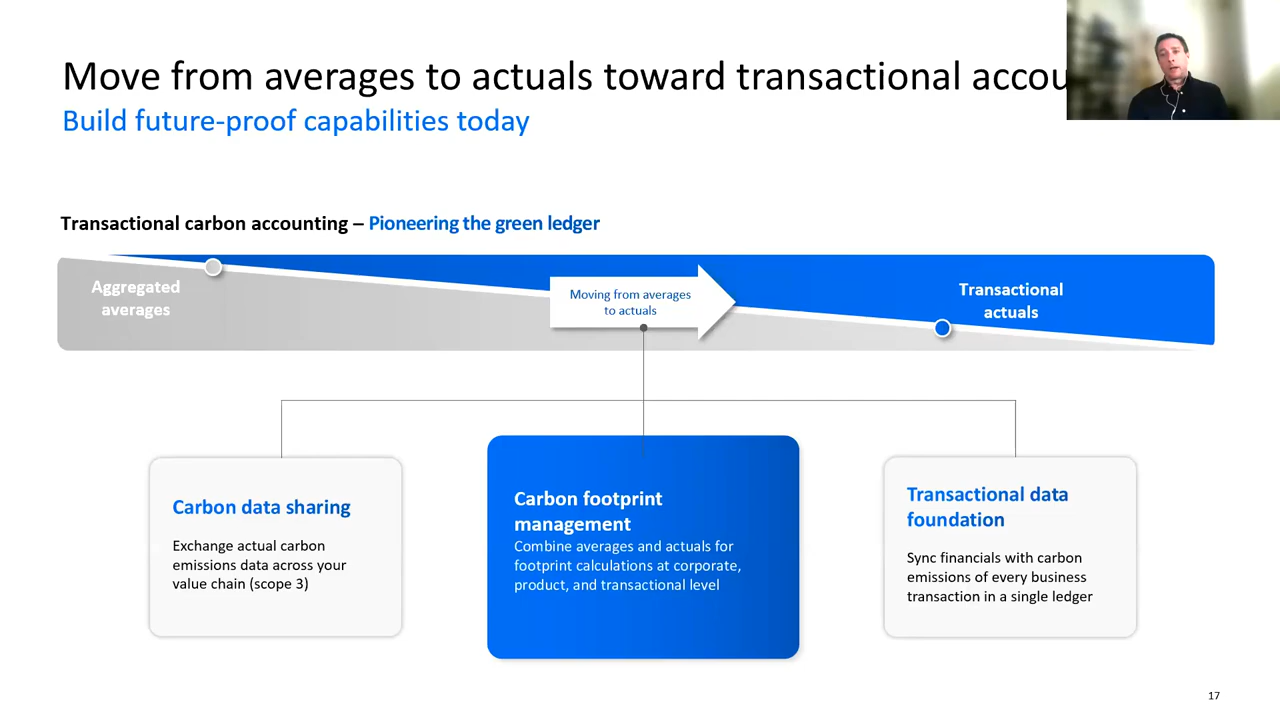 Move from averages to actuals toward transactional
Build future-proof capabilities today
Transactional carbon accounting – Pioneering the green ledger
Aggregated
averages
Moving from averages
to actuals
Transactional
actuals
Carbon data sharing
Exchange actual carbon
emissions data across your
value chain (scope 3)
Carbon footprint
management
Combine averages and actuals for
footprint calculations at corporate,
product, and transactional level
Transactional data
foundation
Sync financials with carbon
emissions of every business
transaction in a single ledger
17